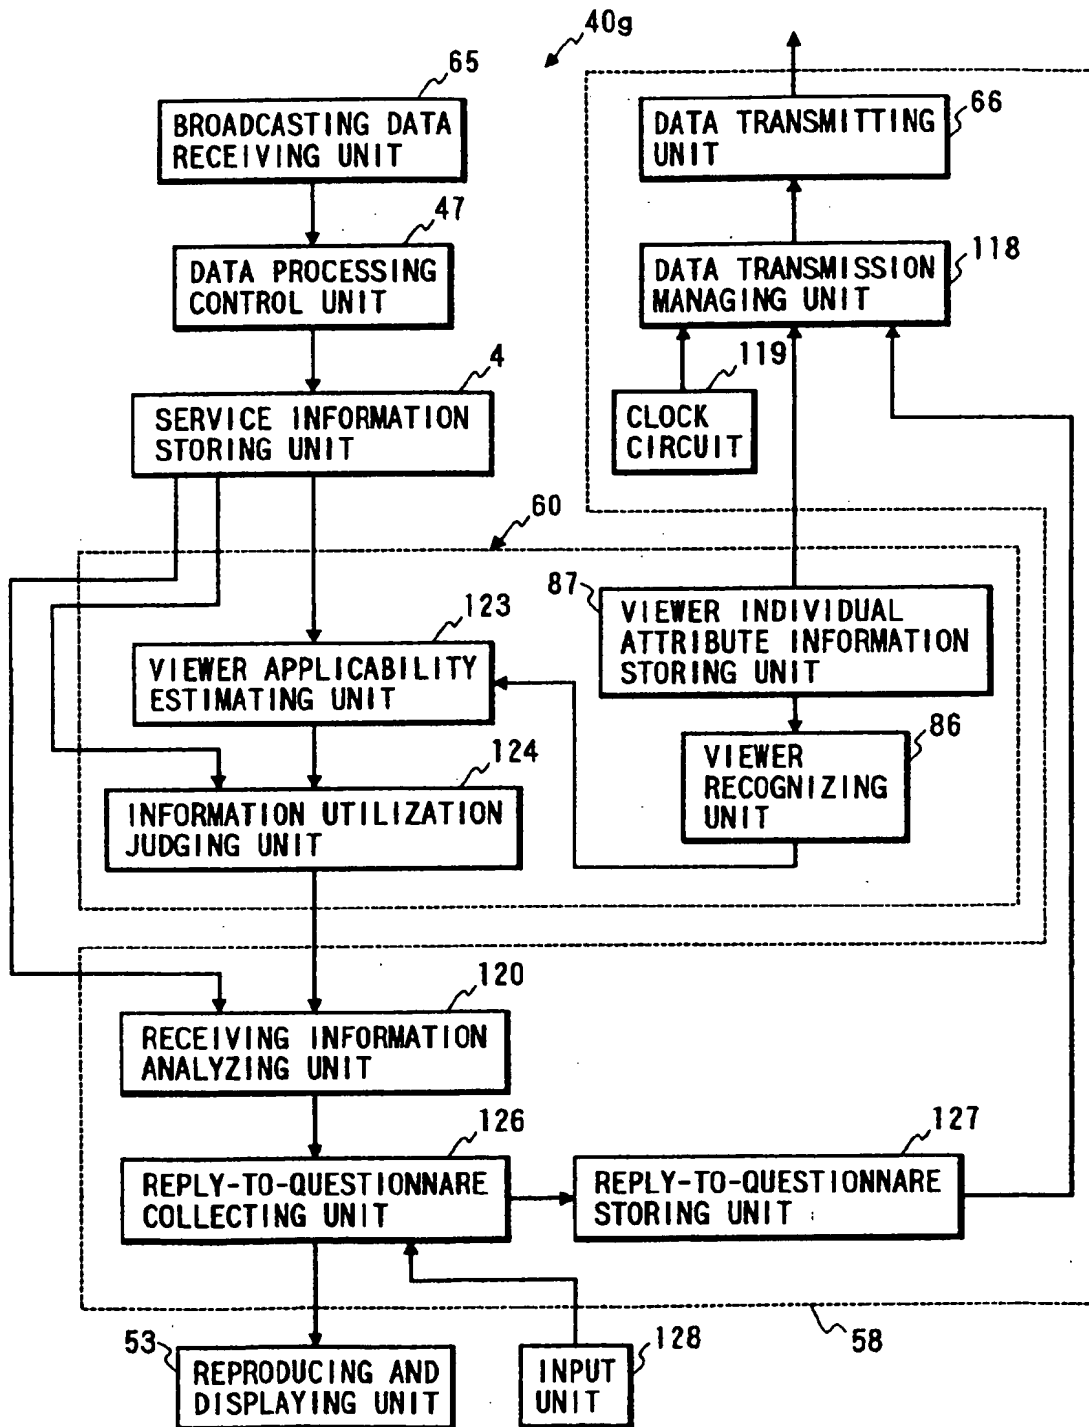 40g
65
BROADCASTING DATA
RECEIVING UNIT
DATA TRANSMITTING
UNIT
66
47
DATA PROCESSING
CONTROL UNIT
DATA TRANSMISSION
MANAGING UNIT
118
4
SERVICE INFORMATION
STORING UNIT
119
CLOCK
CIRCUIT
60
87
VIEWER INDIVIDUAL
ATTRIBUTE INFORMATION
STORING UNIT
123
VIEWER APPLICABILITY
ESTIMATING UNIT
86
VIEWER
RECOGNIZING
UNIT
124
INFORMATION UTILIZATION
JUDGING UNIT
120
RECEIVING INFORMATION
ANALYZING UNIT
126
REPLY-TO-QUESTIONNARE
COLLECTING UNIT
127
REPLY-TO-QUESTIONNARE
STORING UNIT
58
53
REPRODUCING AND
DISPLAYING UNIT
128
INPUT
UNIT